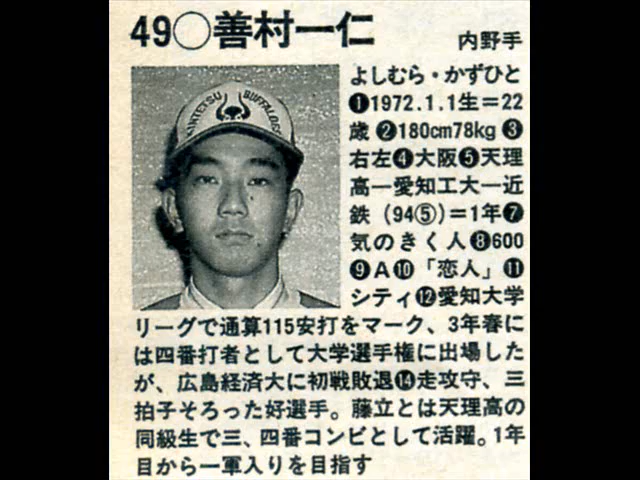 49○善村一仁 内野手
KINTETSU BUFFALOES
よしむら・かずひと
❶1972.1.1生＝22
歳❷180cm78kg❸
右左❹大阪❺天理
高ー愛知工大ー近
鉄（94⑤）＝1年❼
気のきく人❽600
❾A❿「恋人」⓫
シティ⓬愛知大学
リーグで通算115安打をマーク、3年春に
は四番打者として大学選手権に出場した
が、広島経済大に初戦敗退⓮走攻守、三
拍子そろった好選手。藤立とは天理高の
同級生で三、四番コンビとして活躍。1年
目から一軍入りを目指す